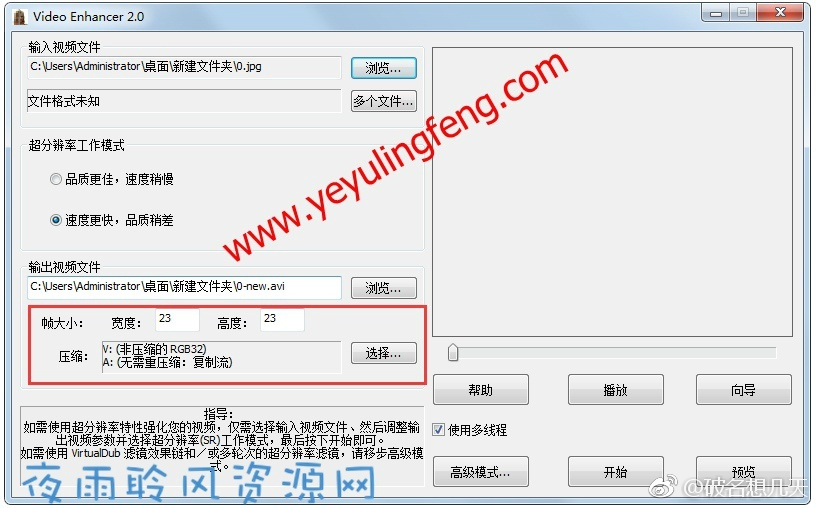 Video Enhancer 2.0
输入视频文件
C:\Users\Administrator\桌面\新建文件夹\0.jpg
浏览...
文件格式未知
多个文件...
超分辨率工作模式
品质更佳，速度稍慢
速度更快，品质稍差
输出视频文件
C:\Users\Administrator\桌面\新建文件夹\0-new.avi
浏览...
帧大小： 宽度： 23 高度： 23
压缩：
V: (非压缩的 RGB32)
A: (无需重压缩：复制流)
选择...
指导：
如需使用超分辨率特性强化您的视频，仅需选择输入视频文件、然后调整输
出视频参数并选择超分辨率(SR)工作模式，最后按下开始即可。
如需使用 VirtualDub 滤镜效果链和／或多轮次的超分辨率滤镜，请移步高级模
式。
帮助
播放
向导
使用多线程
高级模式...
开始
预览
www.yeyulingfeng.com
夜雨聆风资源网
@破名想几天